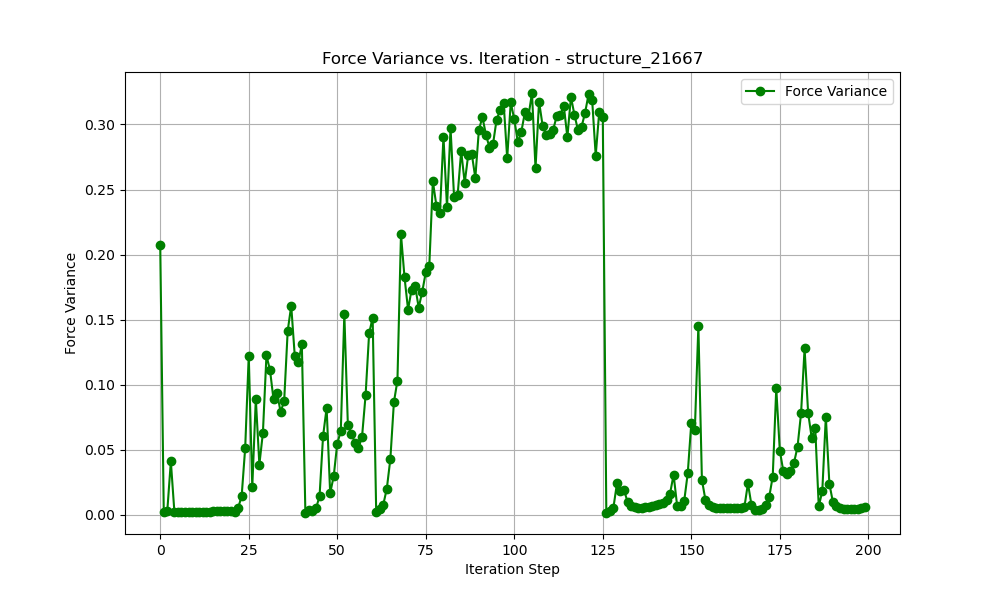 Force Variance vs. Iteration - structure_21667
Force Variance
0.30
0.25
0.20
0.15
0.10
0.05
0.00
Force Variance
0 25 50 75 100 125 150 175 200
Iteration Step